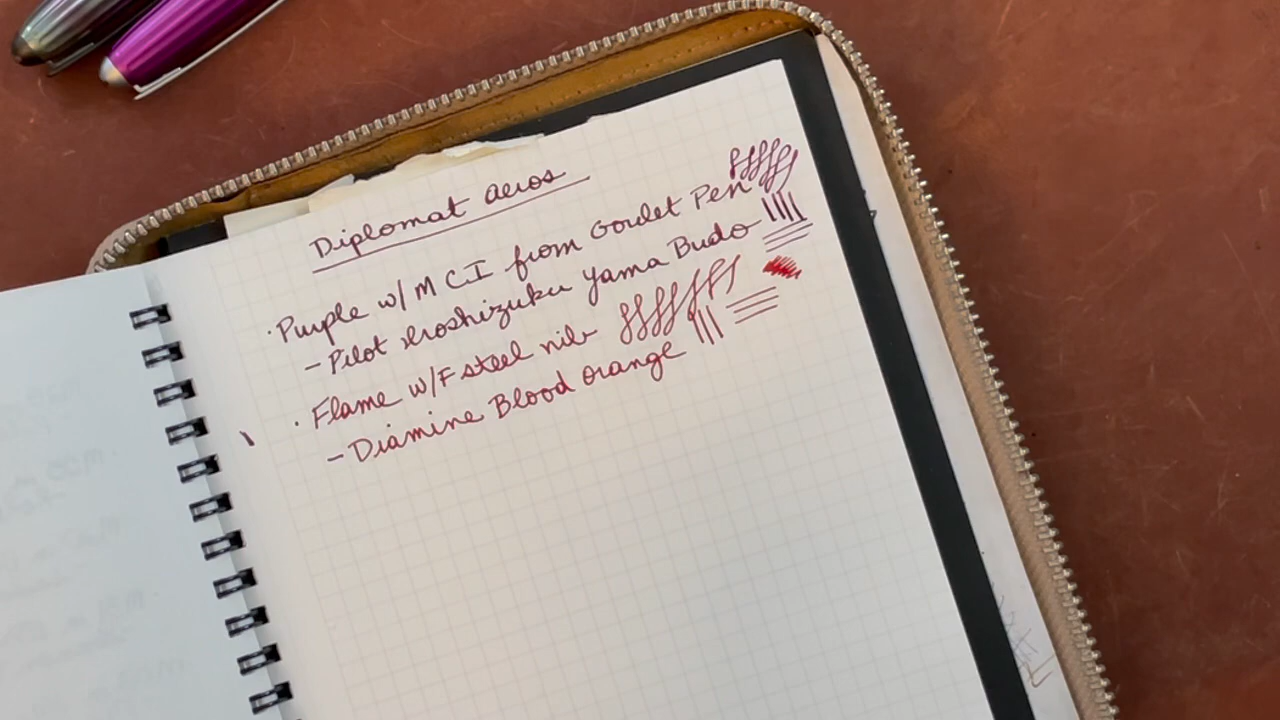 Diplomat Aeros
· Purple w/ M C.I from Goulet Pen
- Pilot Iroshizuku Yama Budo
· Flame w/ F steel nib
- Diamine Blood orange